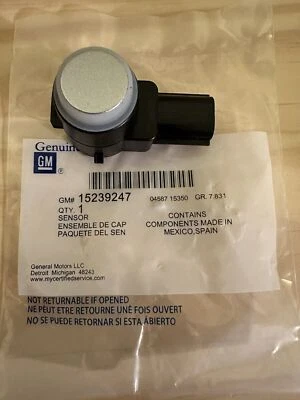 Genuine
GM
GM# 15239247 04587 15350 GR. 7.831
QTY. 1
SENSOR
ENSEMBLE DE CAP
PAQUETE DEL SEN
CONTAINS
COMPONENTS MADE IN
MEXICO,SPAIN
General Motors LLC
Detroit Michigan 48243
www.mycertifiedservice.com
NOT RETURNABLE IF OPENED
NE PEUT ÊTRE RETOURNE UNE FOIS OUVERT
NO SE PUEDE RETORNAR SI ESTA ABIERTO